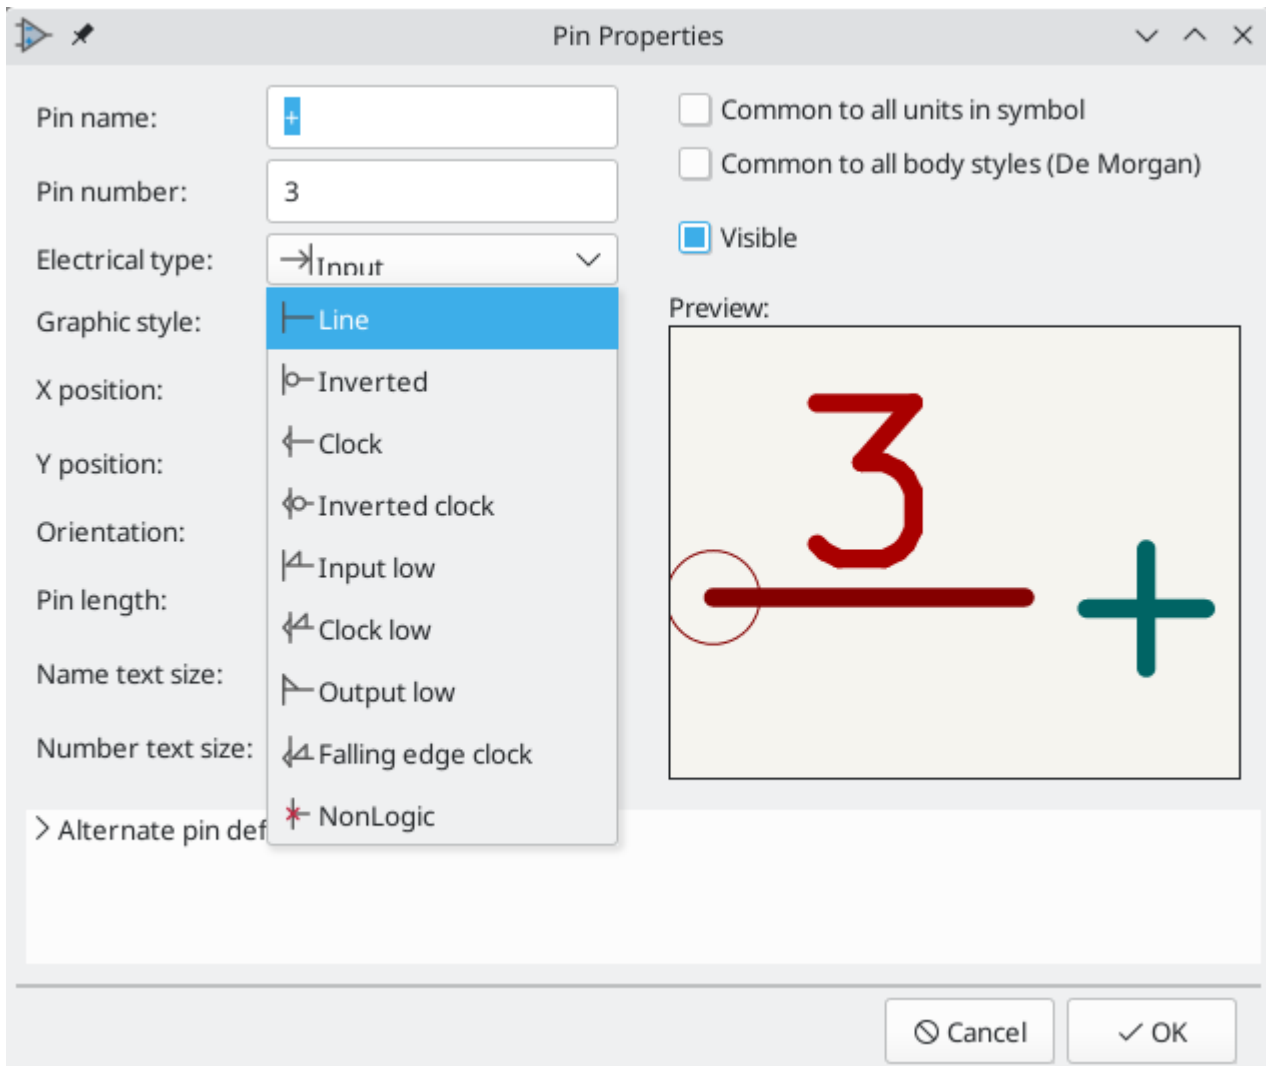 Pin Properties
Pin name: +
Pin number: 3
Electrical type: Input
Graphic style:
X position:
Y position:
Orientation:
Pin length:
Name text size:
Number text size:
Line
Inverted
Clock
Inverted clock
Input low
Clock low
Output low
Falling edge clock
NonLogic
Common to all units in symbol
Common to all body styles (De Morgan)
Visible
Preview:
3
+
Alternate pin def
Cancel
OK